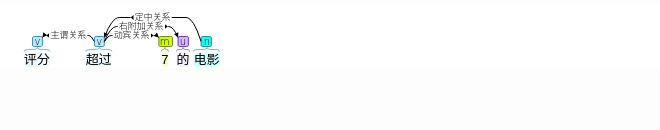 定中关系
右附加关系
主谓关系 动宾关系
v v m u n
评分 超过 7 的 电影